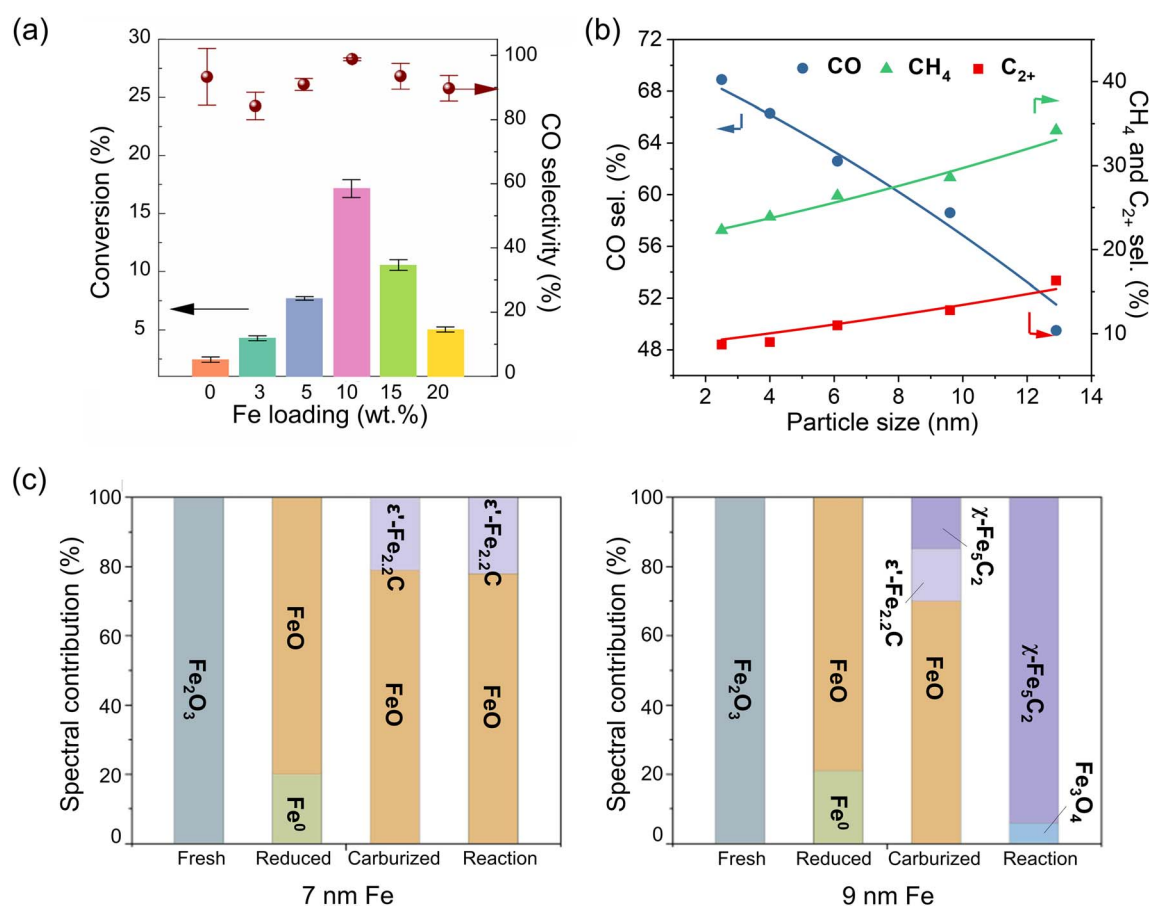 (a)
30
25
20
15
10
5
Conversion (%)
100
80
60
40
20
0
CO selectivity (%)
0 3 5 10 15 20
Fe loading (wt.%)
(b)
72
68
64
60
56
52
48
CO sel. (%)
CO CH₄ C₂₊
40
30
20
10
CH₄ and C₂₊ sel. (%)
2 4 6 8 10 12 14
Particle size (nm)
(c)
100
80
60
40
20
0
Spectral contribution (%)
Fe₂O₃
FeO
Fe⁰
ε'-Fe₂.₂C
FeO
ε'-Fe₂.₂C
FeO
Fresh Reduced Carburized Reaction
7 nm Fe
100
80
60
40
20
0
Spectral contribution (%)
Fe₂O₃
FeO
Fe⁰
ε'-Fe₂.₂C
FeO
χ-Fe₅C₂
χ-Fe₅C₂
Fe₃O₄
Fresh Reduced Carburized Reaction
9 nm Fe